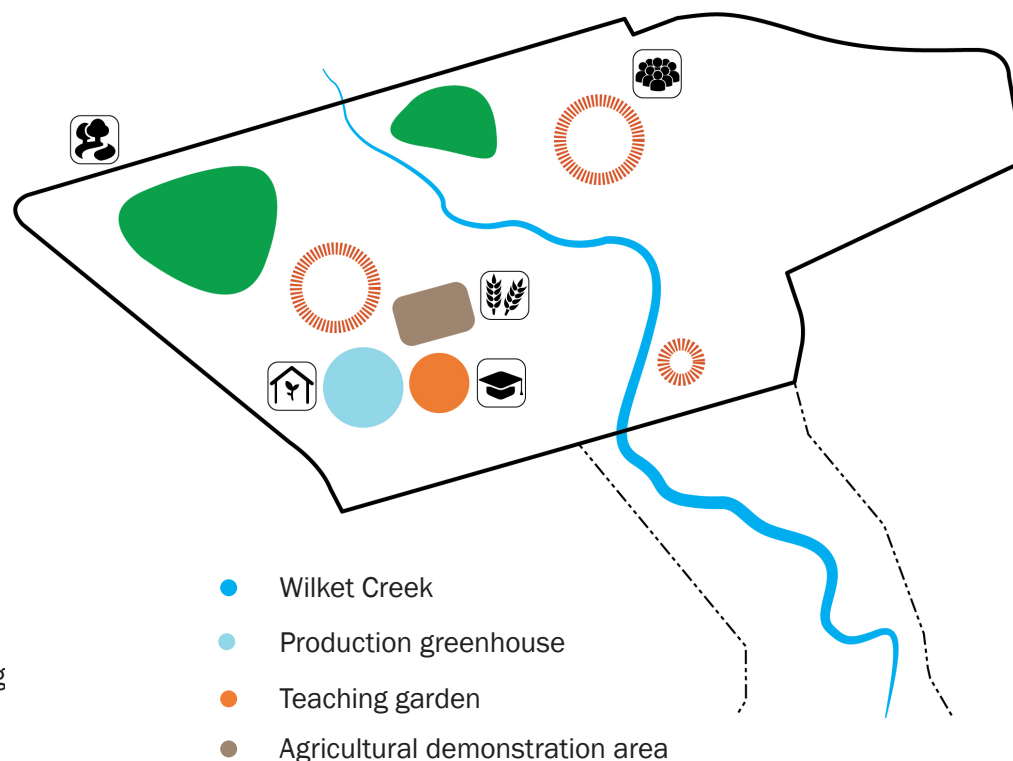 Wilket Creek
Production greenhouse
Teaching garden
Agricultural demonstration area